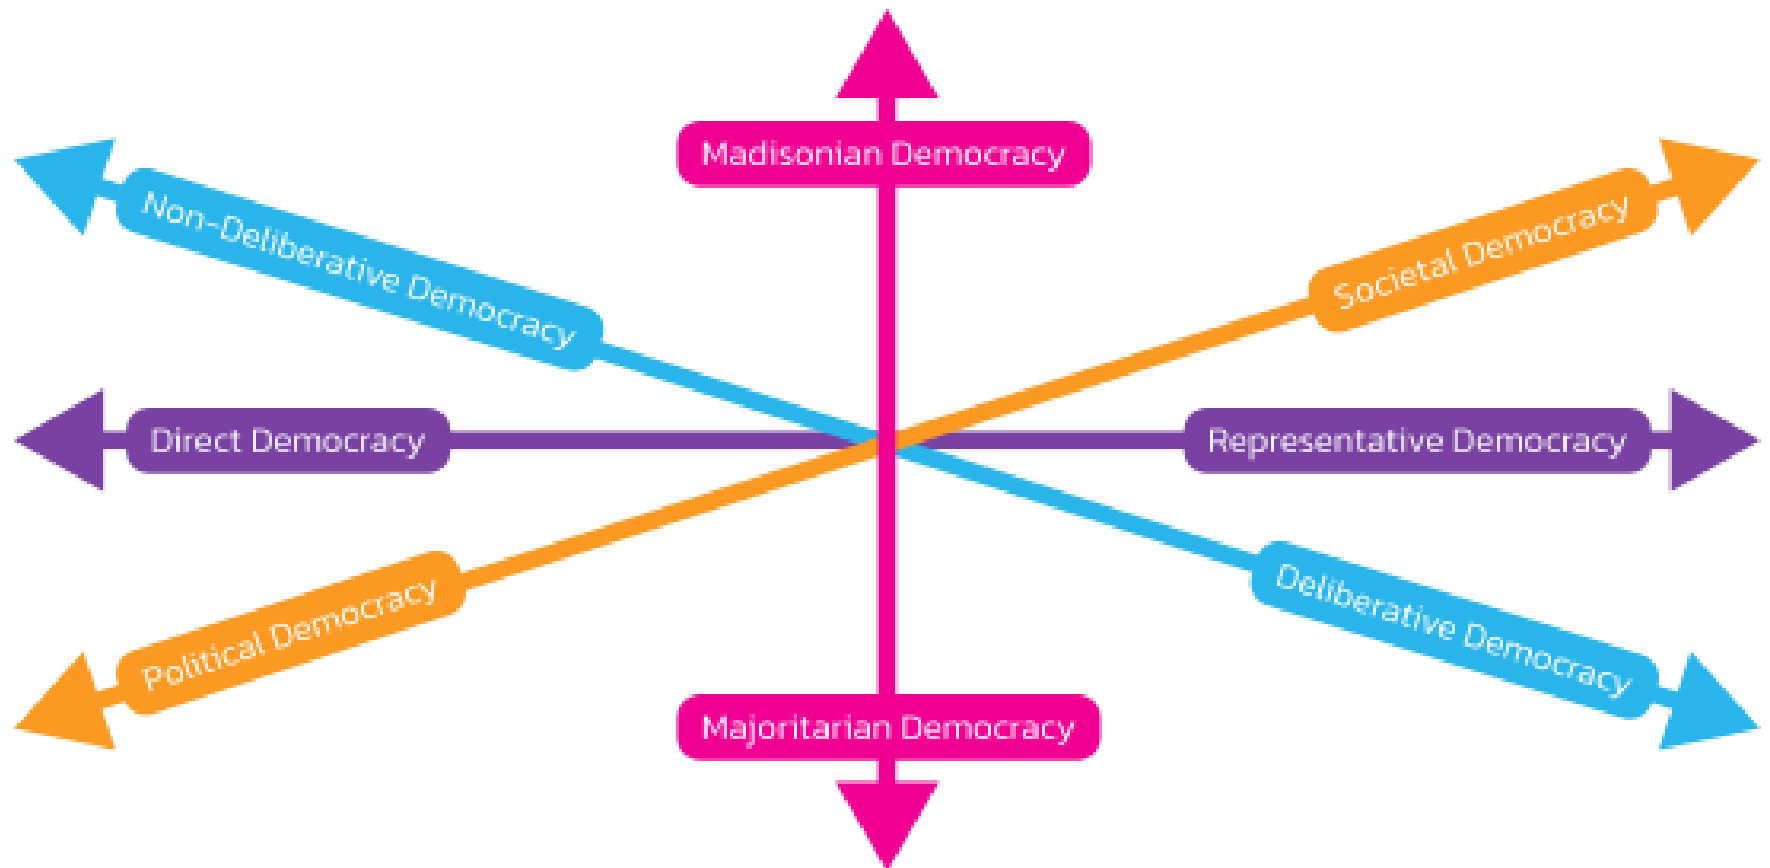 Madisonian Democracy
Non-Deliberative Democracy
Societal Democracy
Direct Democracy
Representative Democracy
Political Democracy
Deliberative Democracy
Majoritarian Democracy